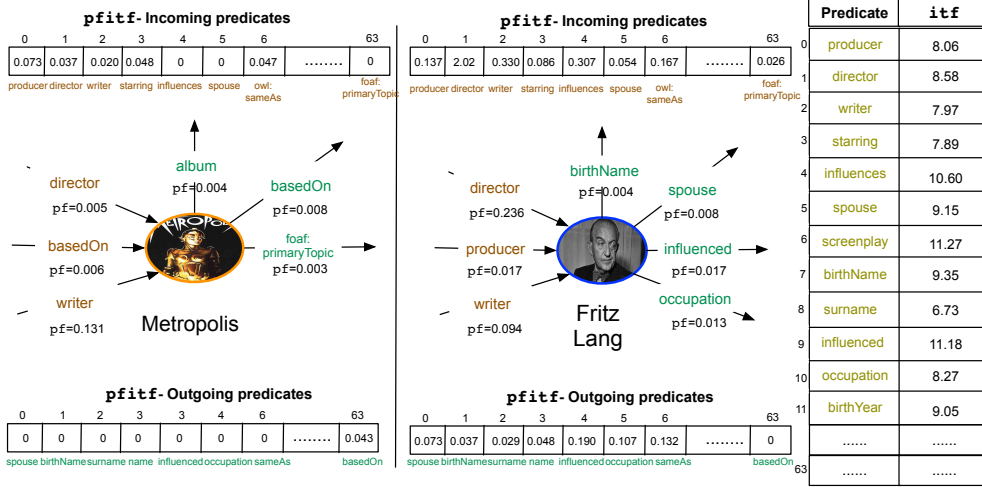 pfitf- Incoming predicates
0 1 2 3 4 5 6 63
0.073 0.037 0.020 0.048 0 0 0.047 ........ 0
producer director writer starring influences spouse owl: sameAs foaf: primaryTopic
album
pf=0.004
director
pf=0.005
basedOn
pf=0.008
basedOn
pf=0.006
foaf:
primaryTopic
pf=0.003
writer
pf=0.131
METROPOLIS
Metropolis
pfitf- Outgoing predicates
0 1 2 3 3 4 6 63
0 0 0 0 0 0 0 ........ 0.043
spouse birthName surname name influenced occupation sameAs basedOn
pfitf- Incoming predicates
0 1 2 3 4 5 6 63
0.137 2.02 0.330 0.086 0.307 0.054 0.167 ........ 0.026
producer director writer starring influences spouse owl: sameAs foaf: primaryTopic
birthName
pf=0.004
director
pf=0.236
spouse
pf=0.008
producer
pf=0.017
influenced
pf=0.017
writer
pf=0.094
occupation
pf=0.013
Fritz
Lang
pfitf- Outgoing predicates
0 1 2 3 4 5 6 63
0.073 0.037 0.029 0.048 0.190 0.107 0.132 ........ 0
spouse birthName surname name influenced occupation sameAs basedOn
Predicate itf
0 producer 8.06
1 director 8.58
2 writer 7.97
3 starring 7.89
4 influences 10.60
5 spouse 9.15
6 screenplay 11.27
7 birthName 9.35
8 surname 6.73
9 influenced 11.18
10 occupation 8.27
11 birthYear 9.05
...... ......
63 ...... ......